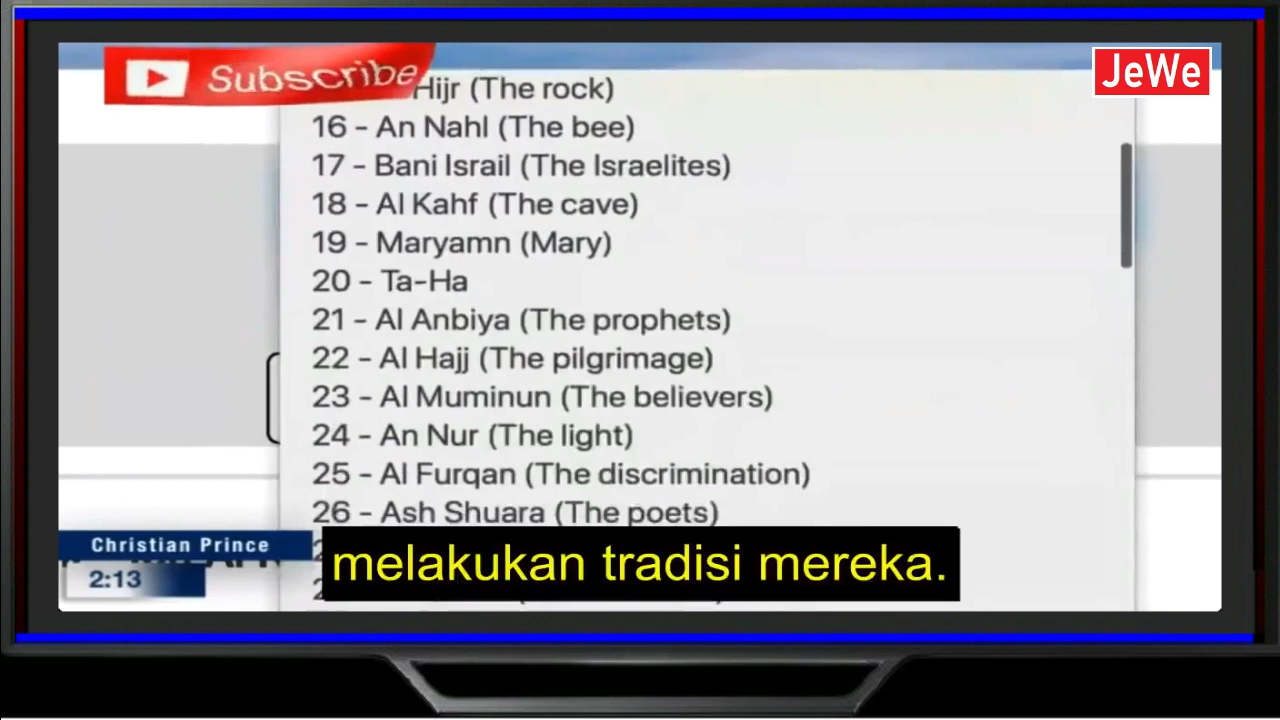 Subscribe
JeWe
Hijr (The rock)
16 - An Nahl (The bee)
17 - Bani Israil (The Israelites)
18 - Al Kahf (The cave)
19 - Maryamn (Mary)
20 - Ta-Ha
21 - Al Anbiya (The prophets)
22 - Al Hajj (The pilgrimage)
23 - Al Muminun (The believers)
24 - An Nur (The light)
25 - Al Furqan (The discrimination)
26 - Ash Shuara (The poets)
Christian Prince
2:13
melakukan tradisi mereka.